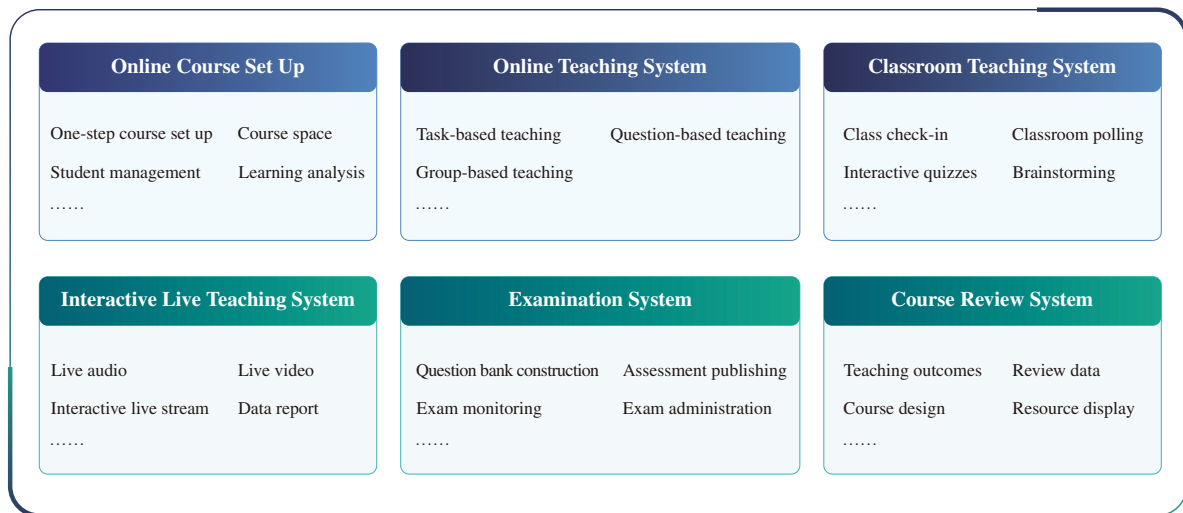 Online Course Set Up
One-step course set up
Course space
Student management
Learning analysis
......
Online Teaching System
Task-based teaching
Question-based teaching
Group-based teaching
......
Classroom Teaching System
Class check-in
Classroom polling
Interactive quizzes
Brainstorming
......
Interactive Live Teaching System
Live audio
Live video
Interactive live stream
Data report
......
Examination System
Question bank construction
Assessment publishing
Exam monitoring
Exam administration
......
Course Review System
Teaching outcomes
Review data
Course design
Resource display
......